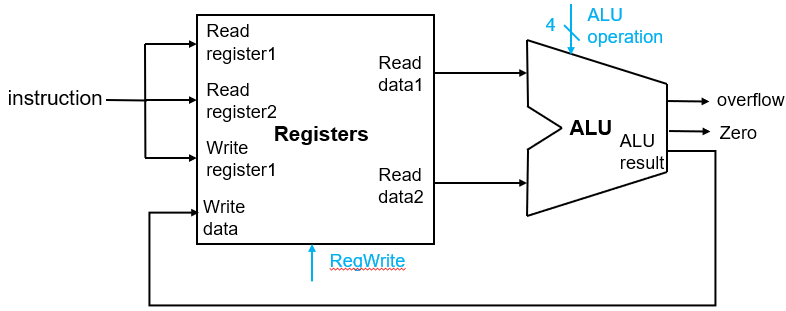 instruction
Read
register1
Read
register2
Write
register1
Write
data
Registers
Read
data1
Read
data2
RegWrite
4
ALU
operation
ALU
ALU
result
overflow
Zero